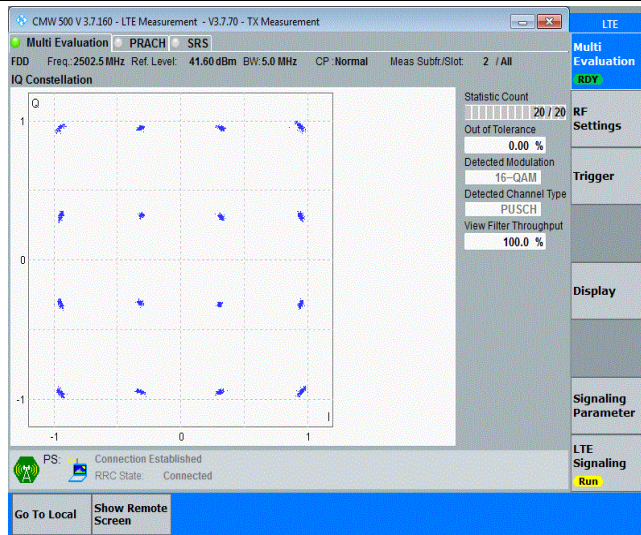 CMW 500 V 3.7.160 - LTE Measurement - V3.7.70 - TX Measurement
LTE
Multi Evaluation PRACH SRS
FDD Freq.:2502.5 MHz Ref. Level: 41.60 dBm BW:5.0 MHz CP :Normal Meas Subfr./Slot: 2 / All
IQ Constellation
Q
1
0
-1
I
-1 0 1
Statistic Count
20 / 20
Out of Tolerance
0.00 %
Detected Modulation
16-QAM
Detected Channel Type
PUSCH
View Filter Throughput
100.0 %
Multi
Evaluation
RDY
RF
Settings
Trigger
Display
Signaling
Parameter
LTE
Signaling
Run
PS: Connection Established
RRC State: Connected
Go To Local
Show Remote
Screen